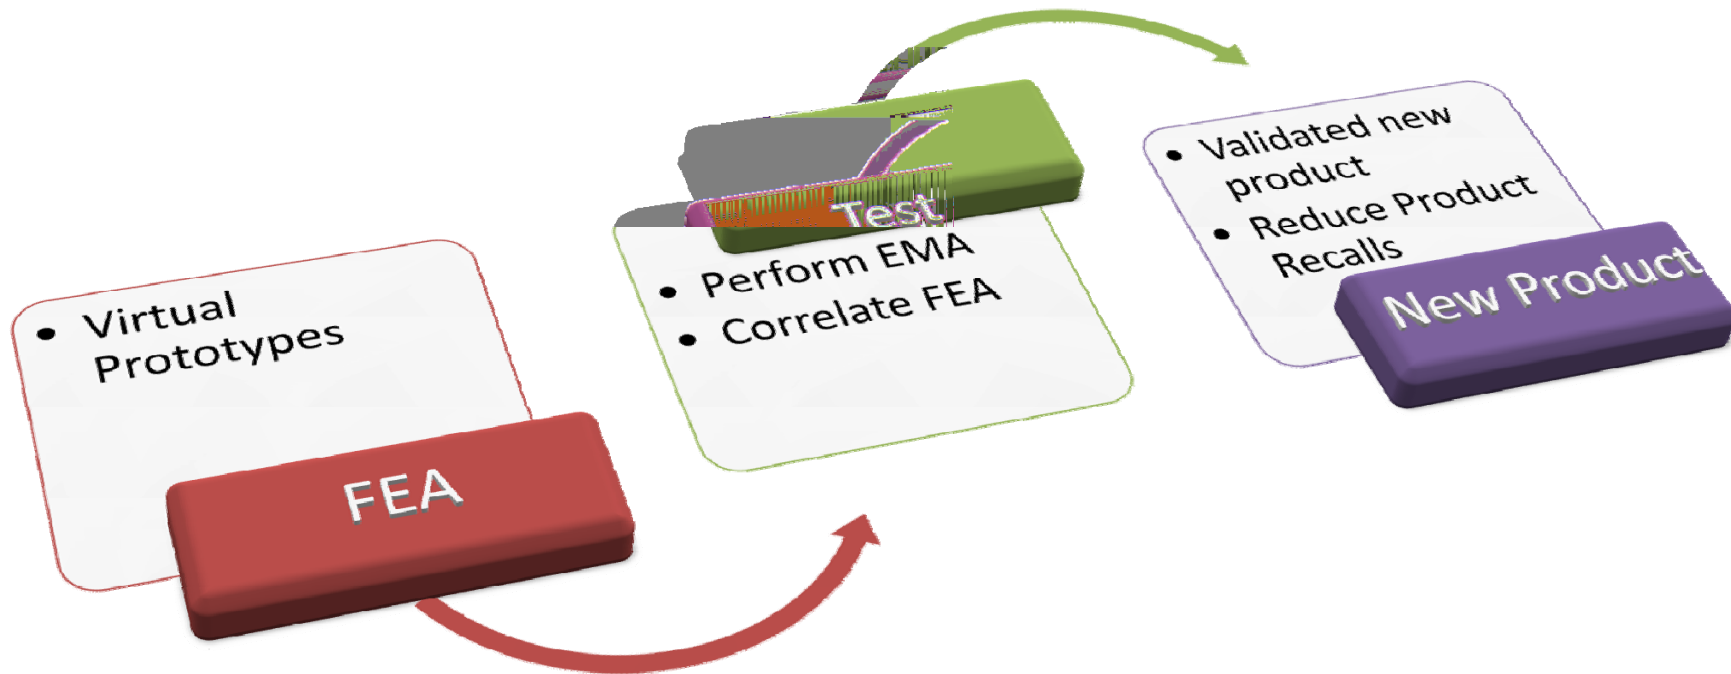 • Virtual
Prototypes
FEA
Test
• Perform EMA
• Correlate FEA
• Validated new
product
• Reduce Product
Recalls
New Product